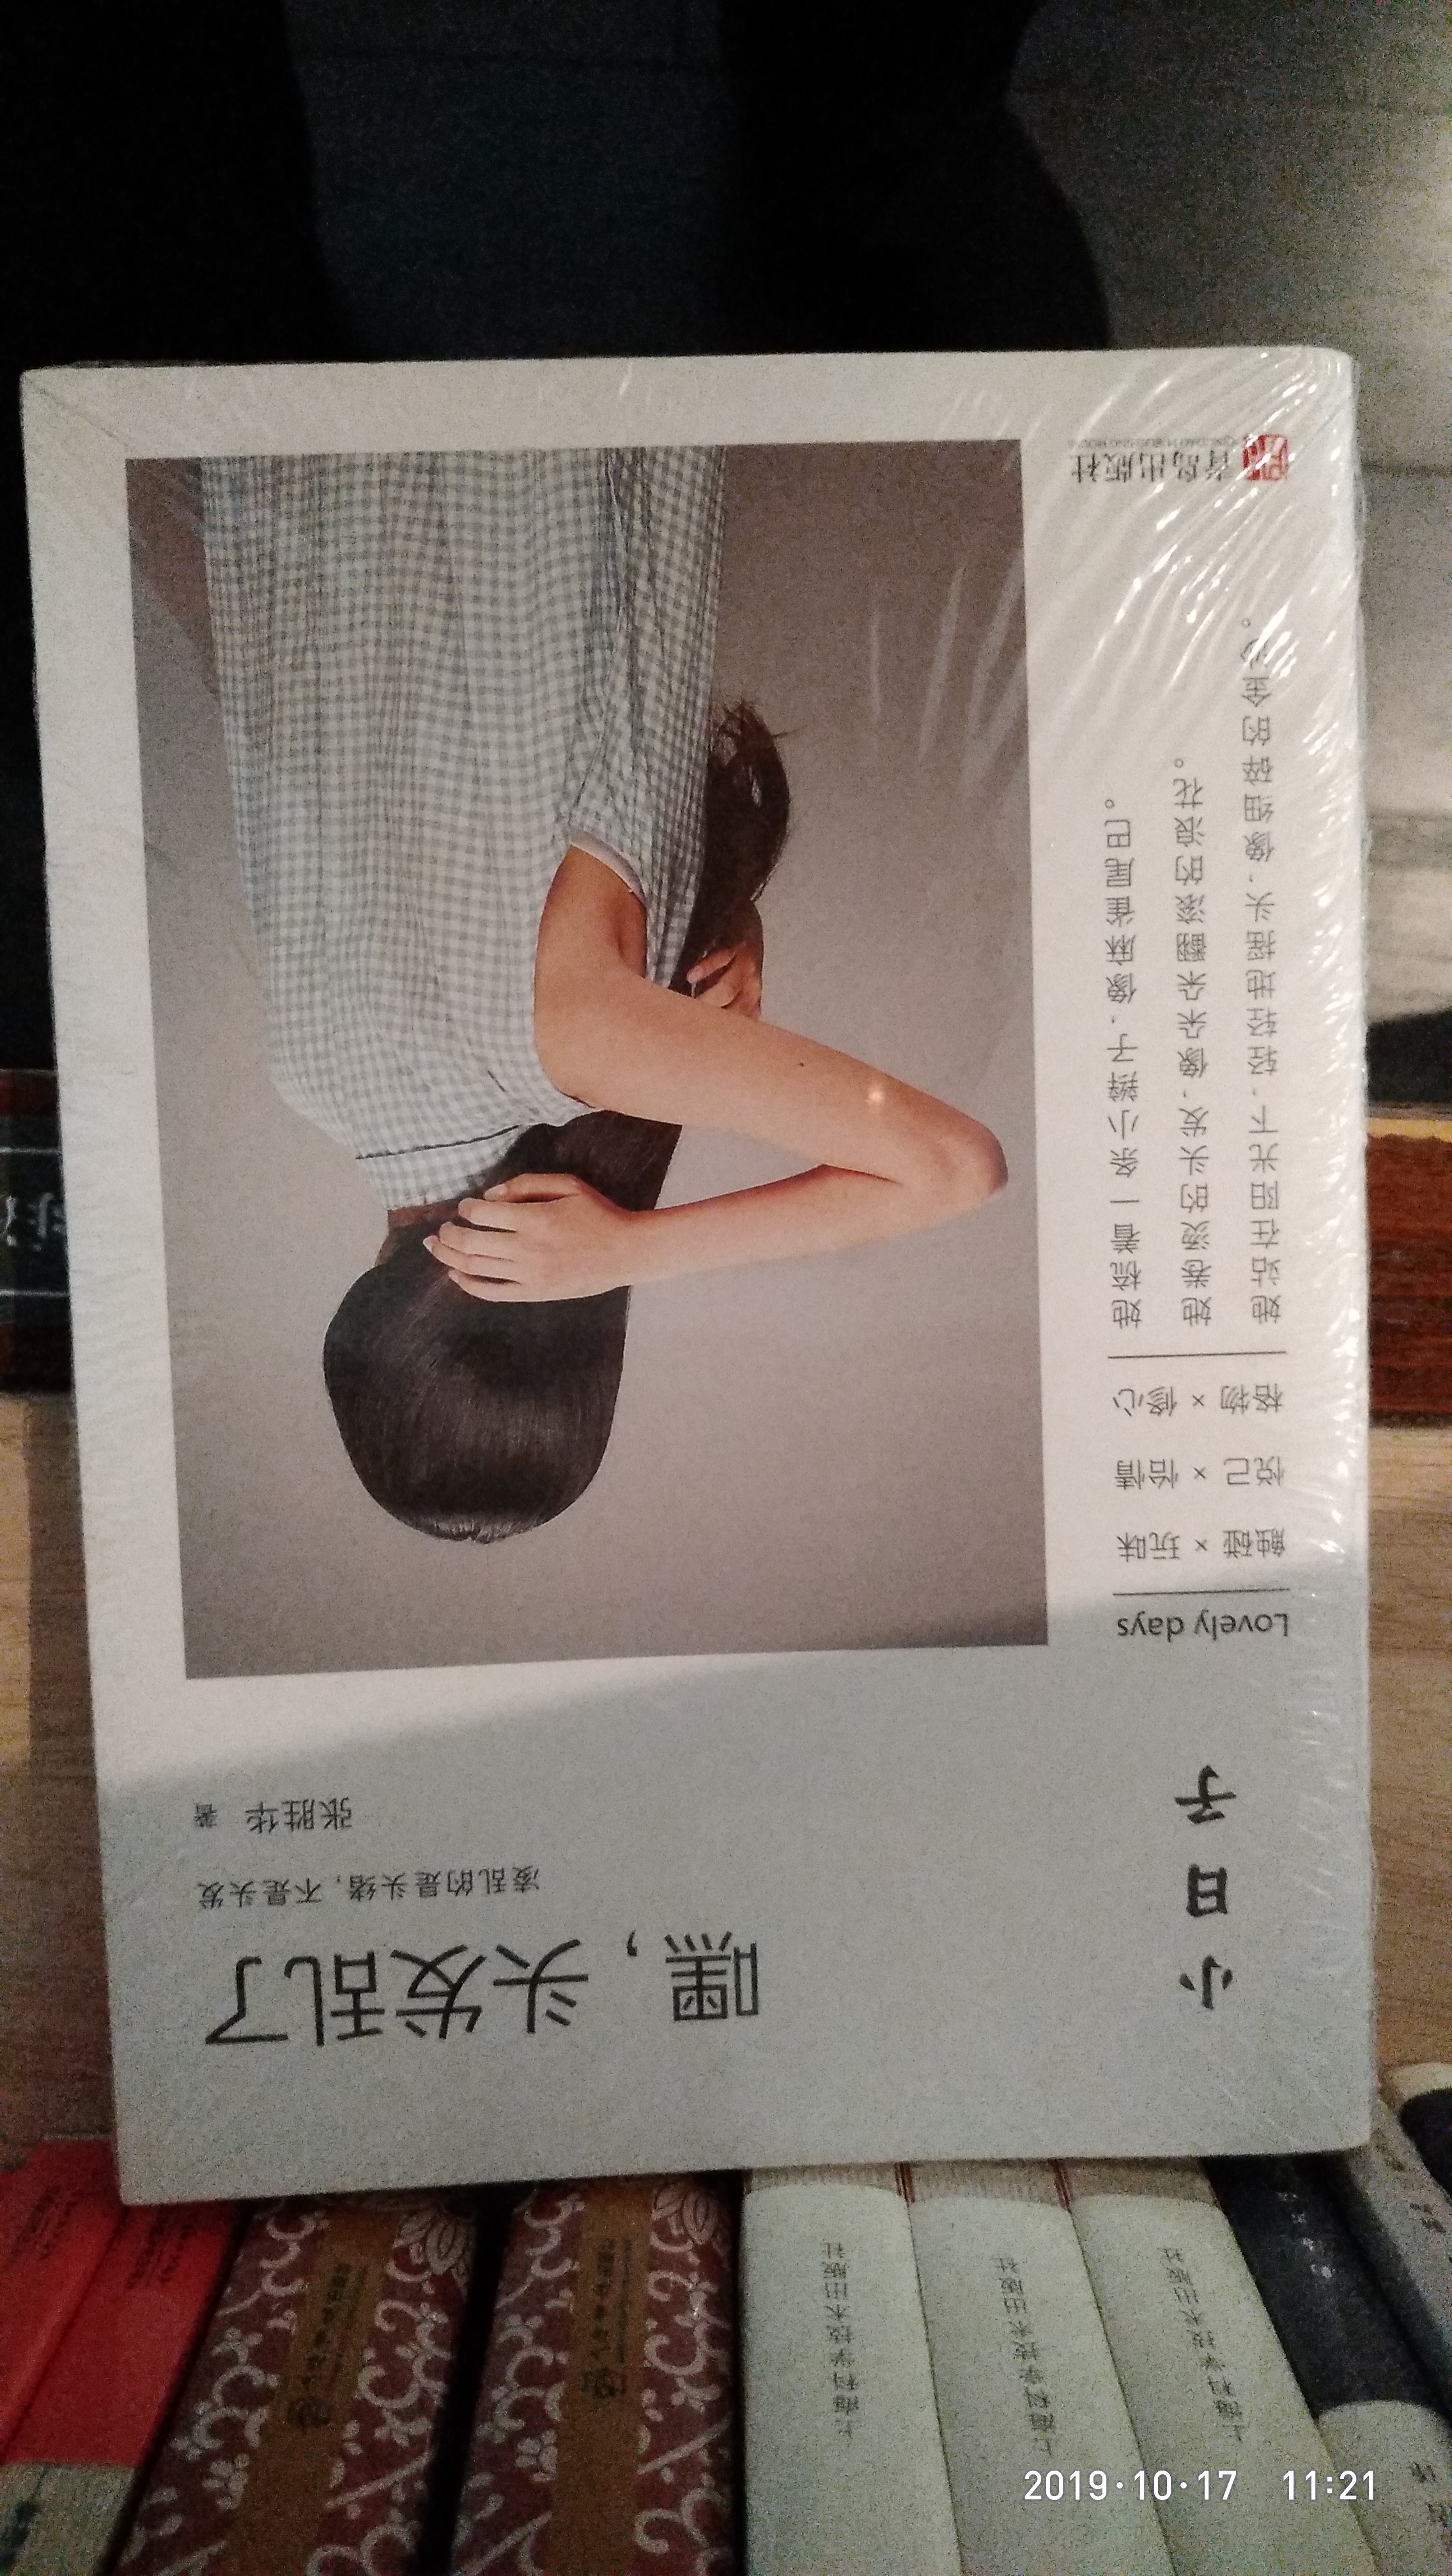 2019·10·17 11:21
上海科学技术出版社
上海科学技术出版社
上海科学技术出版社
小日子
嘿，头发乱了
凌乱的是头绪，不是头发
张胜华 著
Lovely days
触碰 × 玩味
悦己 × 怡情
格物 × 修心
她梳着一条小辫子，像麻雀尾巴。
她卷烫的头发，像朵朵翻滚的浪花。
她站在阳光下，轻轻地摇头，像细碎的金沙。
青岛出版社
QINGDAO PUBLISHING HOUSE